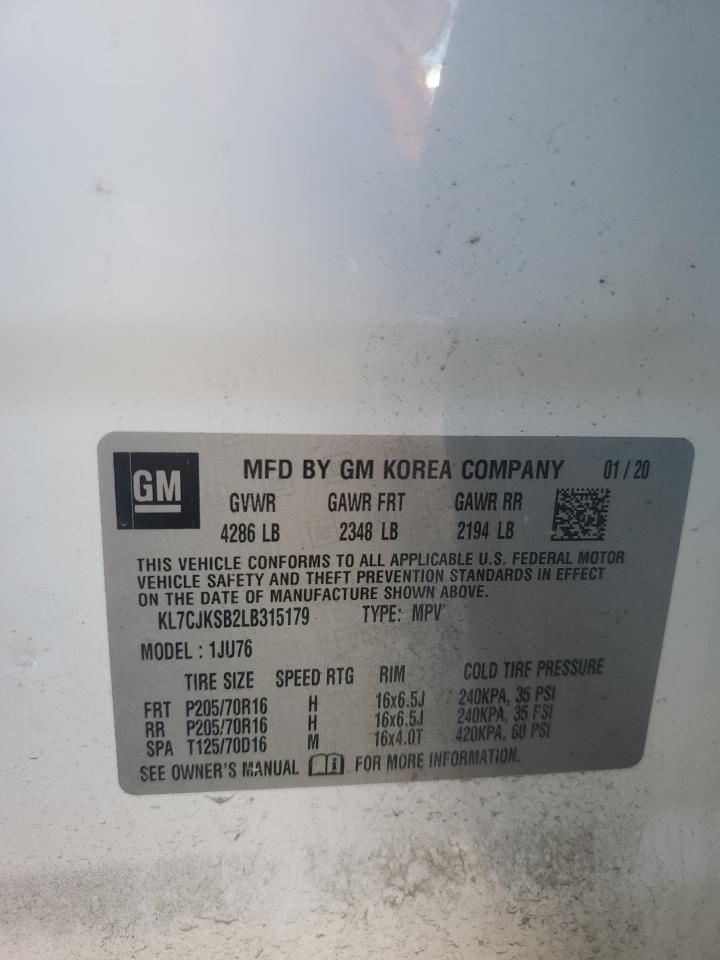 GM MFD BY GM KOREA COMPANY 01/20
GVWR GAWR FRT GAWR RR
4286 LB 2348 LB 2194 LB
THIS VEHICLE CONFORMS TO ALL APPLICABLE U.S. FEDERAL MOTOR
VEHICLE SAFETY AND THEFT PREVENTION STANDARDS IN EFFECT
ON THE DATE OF MANUFACTURE SHOWN ABOVE.
KL7CJKSB2LB315179 TYPE: MPV
MODEL : 1JU76
TIRE SIZE SPEED RTG RIM COLD TIRE PRESSURE
FRT P205/70R16 H 16x6.5J 240KPA, 35 PSI
RR P205/70R16 H 16x6.5J 240KPA, 35 PSI
SPA T125/70D16 M 16x4.0T 420KPA, 60 PSI
SEE OWNER'S MANUAL FOR MORE INFORMATION.